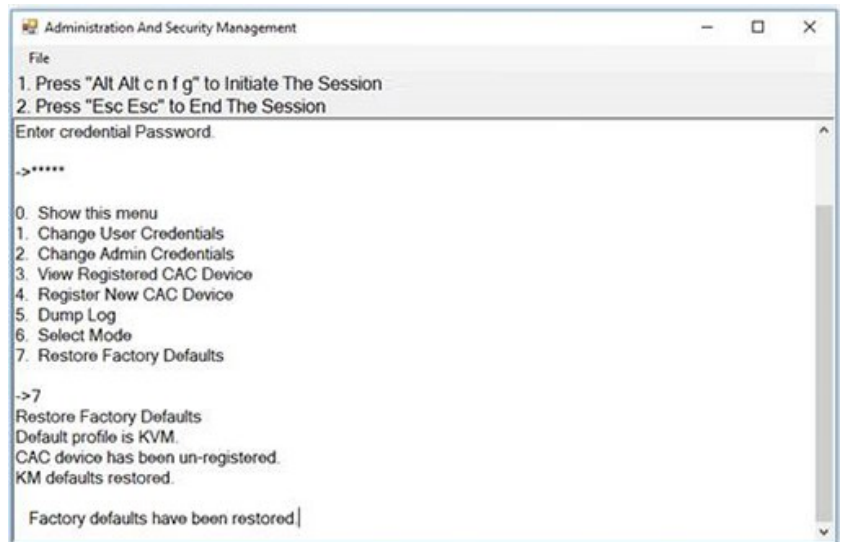 Administration And Security Management
File
1. Press "Alt Alt c n f g" to Initiate The Session
2. Press "Esc Esc" to End The Session
Enter credential Password.
->*****
0. Show this menu
1. Change User Credentials
2. Change Admin Credentials
3. View Registered CAC Device
4. Register New CAC Device
5. Dump Log
6. Select Mode
7. Restore Factory Defaults
->7
Restore Factory Defaults
Default profile is KVM.
CAC device has been un-registered.
KM defaults restored.
Factory defaults have been restored.